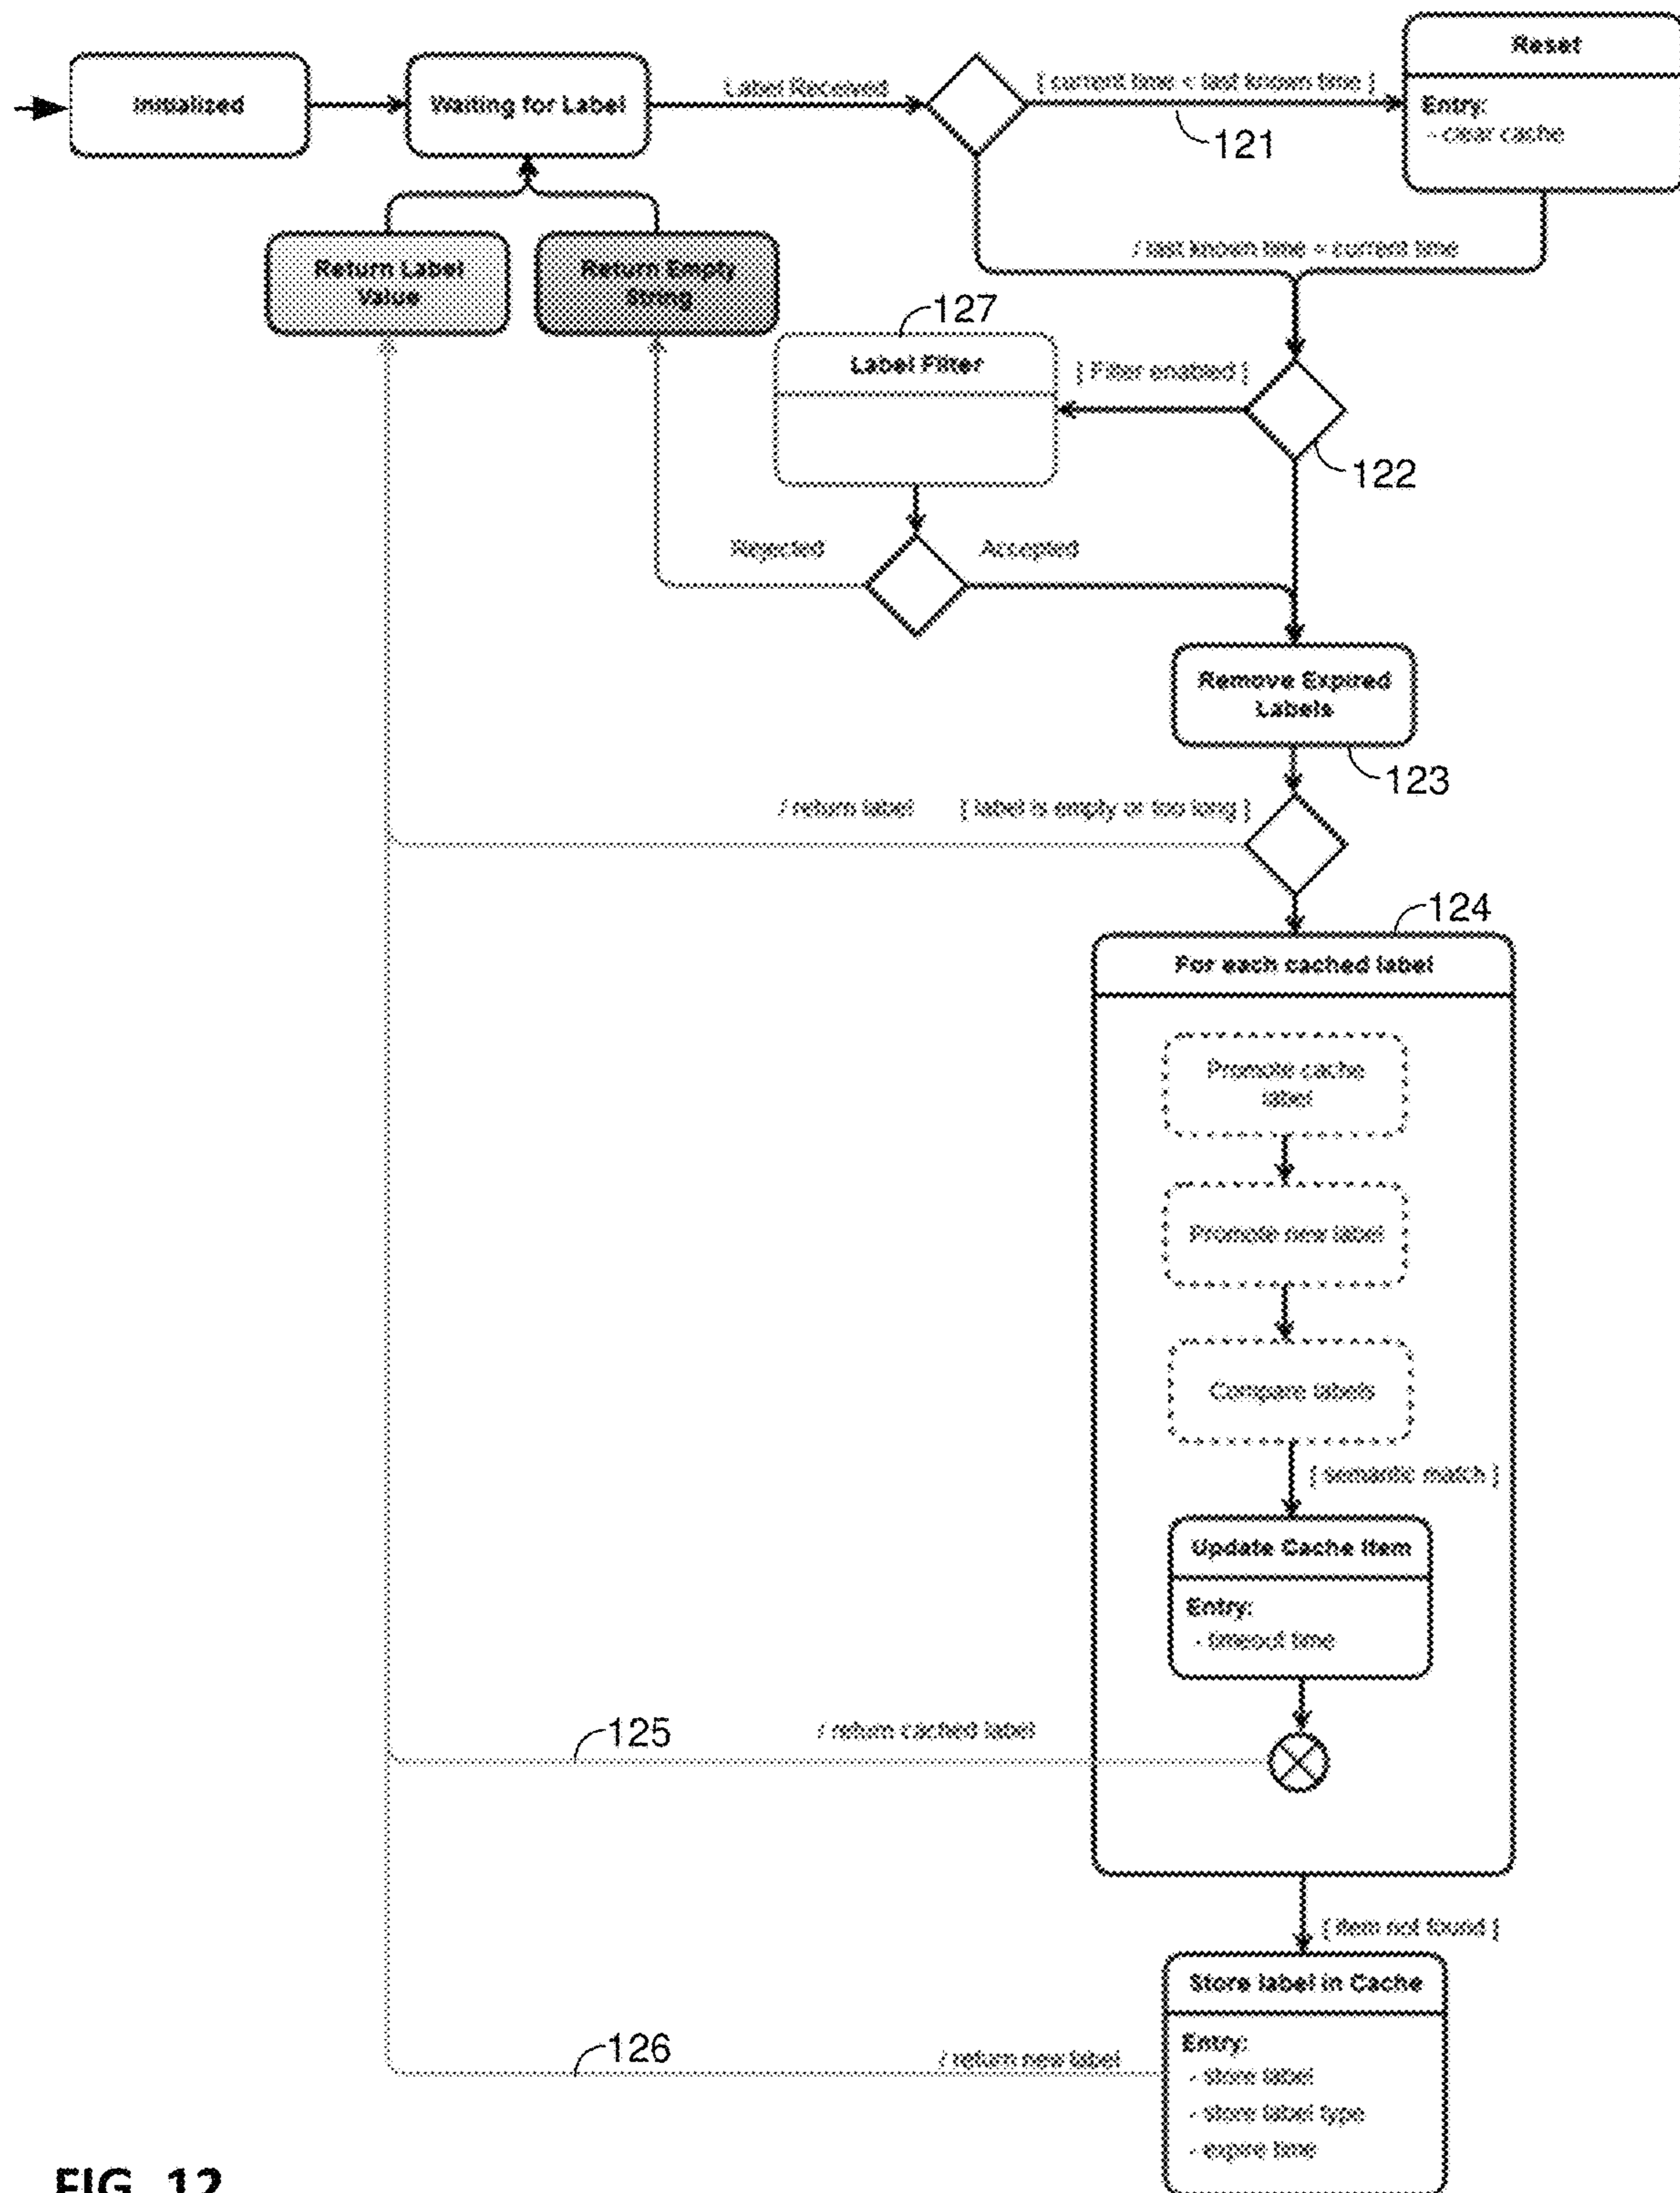 Reset
Initialized
Waiting for Label
Label Received
[ current time < last known time ]
Entry:
- clear cache
121
/ last known time = current time
Return Label
Value
Return Empty
String
127
Label Filter
[ Filter enabled ]
122
Rejected
Accepted
Remove Expired
Labels
123
/ return label
[ label is empty or too long ]
124
For each cached label
Promote cache
label
Promote new label
Compare labels
[ semantic match ]
Update Cache Item
Entry:
- timeout time
125
/ return cached label
[ item not found ]
Store label in Cache
Entry:
126
/ return new label
- store label
- store label type
- expire time
FIG. 12